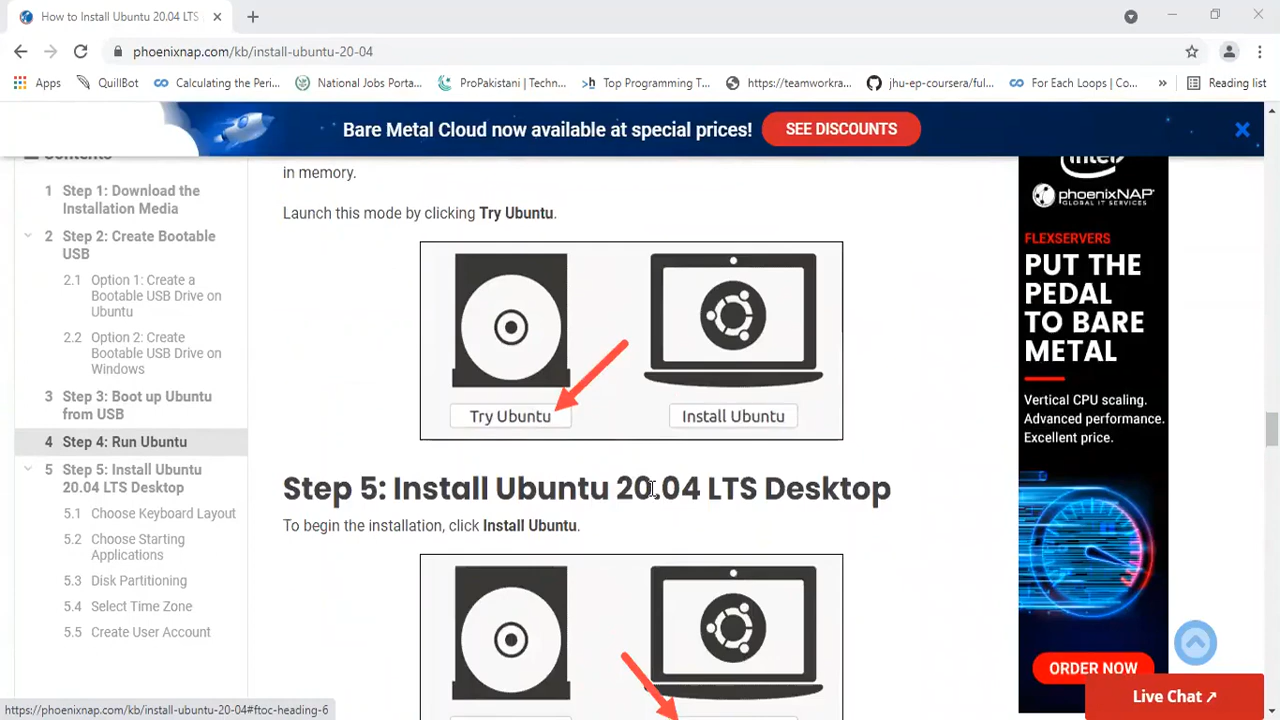 How to Install Ubuntu 20.04 LTS
phoenixnap.com/kb/install-ubuntu-20-04
Apps
QuillBot
Calculating the Peri...
National Jobs Porta...
ProPakistani | Techn...
Top Programming T...
https://teamworkra...
jhu-ep-coursera/ful...
For Each Loops | Co...
»
Reading list
Bare Metal Cloud now available at special prices!
SEE DISCOUNTS
Contents
1 Step 1: Download the
Installation Media
2 Step 2: Create Bootable
USB
2.1 Option 1: Create a
Bootable USB Drive on
Ubuntu
2.2 Option 2: Create
Bootable USB Drive on
Windows
3 Step 3: Boot up Ubuntu
from USB
4 Step 4: Run Ubuntu
5 Step 5: Install Ubuntu
20.04 LTS Desktop
5.1 Choose Keyboard Layout
5.2 Choose Starting
Applications
5.3 Disk Partitioning
5.4 Select Time Zone
5.5 Create User Account
in memory.
Launch this mode by clicking Try Ubuntu.
Try Ubuntu
Install Ubuntu
Step 5: Install Ubuntu 20.04 LTS Desktop
To begin the installation, click Install Ubuntu.
intel
phoenixNAP
GLOBAL IT SERVICES
FLEXSERVERS
PUT THE
PEDAL
TO BARE
METAL
Vertical CPU scaling.
Advanced performance.
Excellent price.
ORDER NOW
Live Chat
https://phoenixnap.com/kb/install-ubuntu-20-04#ftoc-heading-6